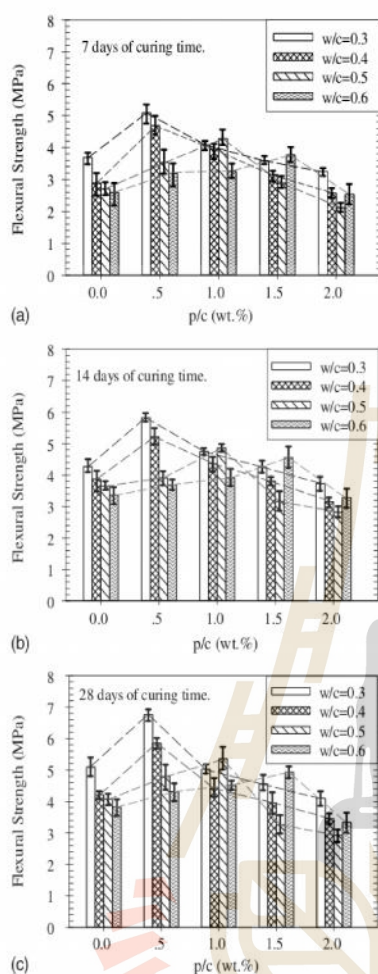 7 days of curing time.
w/c=0.3
w/c=0.4
w/c=0.5
w/c=0.6
Flexural Strength (MPa)
8
7
6
5
4
3
2
1
0
0.0 .5 1.0 1.5 2.0
(a)
p/c (wt.%)
14 days of curing time.
w/c=0.3
w/c=0.4
w/c=0.5
w/c=0.6
Flexural Strength (MPa)
8
7
6
5
4
3
2
1
0
0.0 .5 1.0 1.5 2.0
(b)
p/c (wt.%)
28 days of curing time.
w/c=0.3
w/c=0.4
w/c=0.5
w/c=0.6
Flexural Strength (MPa)
8
7
6
5
4
3
2
1
0
0.0 .5 1.0 1.5 2.0
(c)
p/c (wt.%)